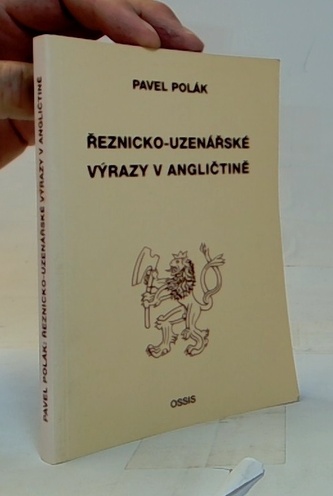 PAVEL POLÁK
ŘEZNICKO-UZENÁŘSKÉ
VÝRAZY V ANGLIČTINĚ
OSSIS
PAVEL POLÁK: ŘEZNICKO-UZENÁŘSKÉ VÝRAZY V ANGLIČTINĚ